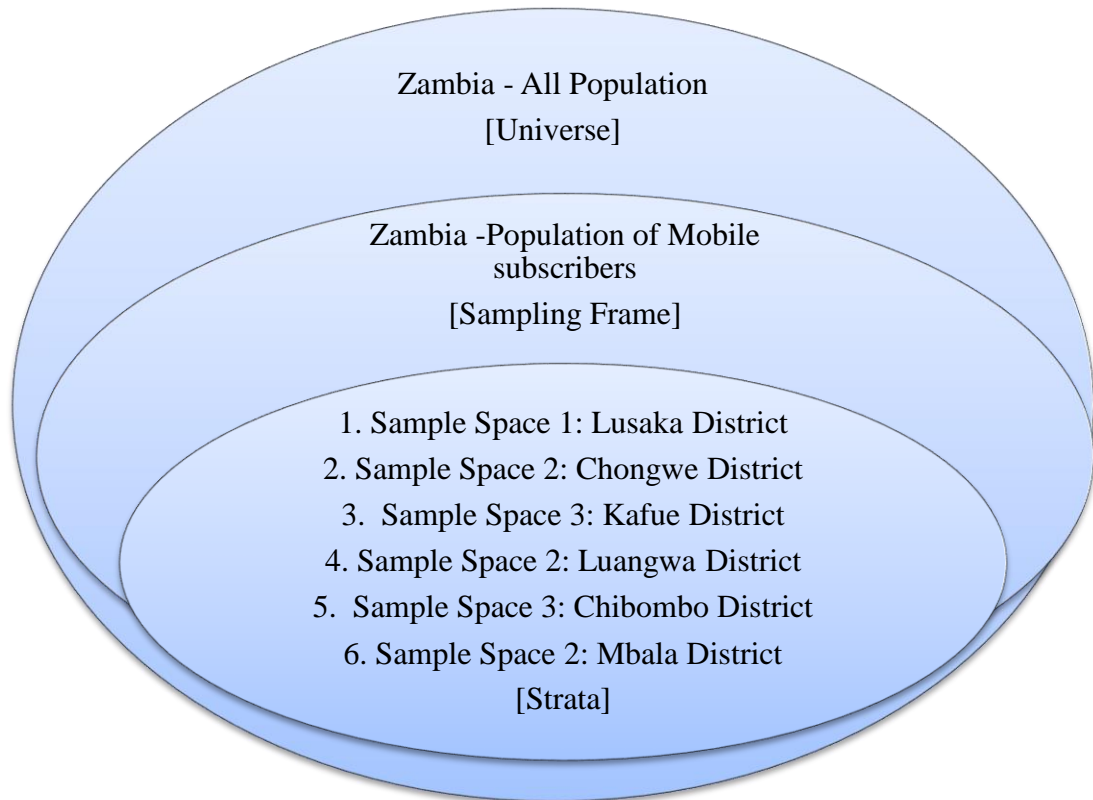 Zambia - All Population
[Universe]
Zambia -Population of Mobile
subscribers
[Sampling Frame]
1. Sample Space 1: Lusaka District
2. Sample Space 2: Chongwe District
3. Sample Space 3: Kafue District
4. Sample Space 2: Luangwa District
5. Sample Space 3: Chibombo District
6. Sample Space 2: Mbala District
[Strata]